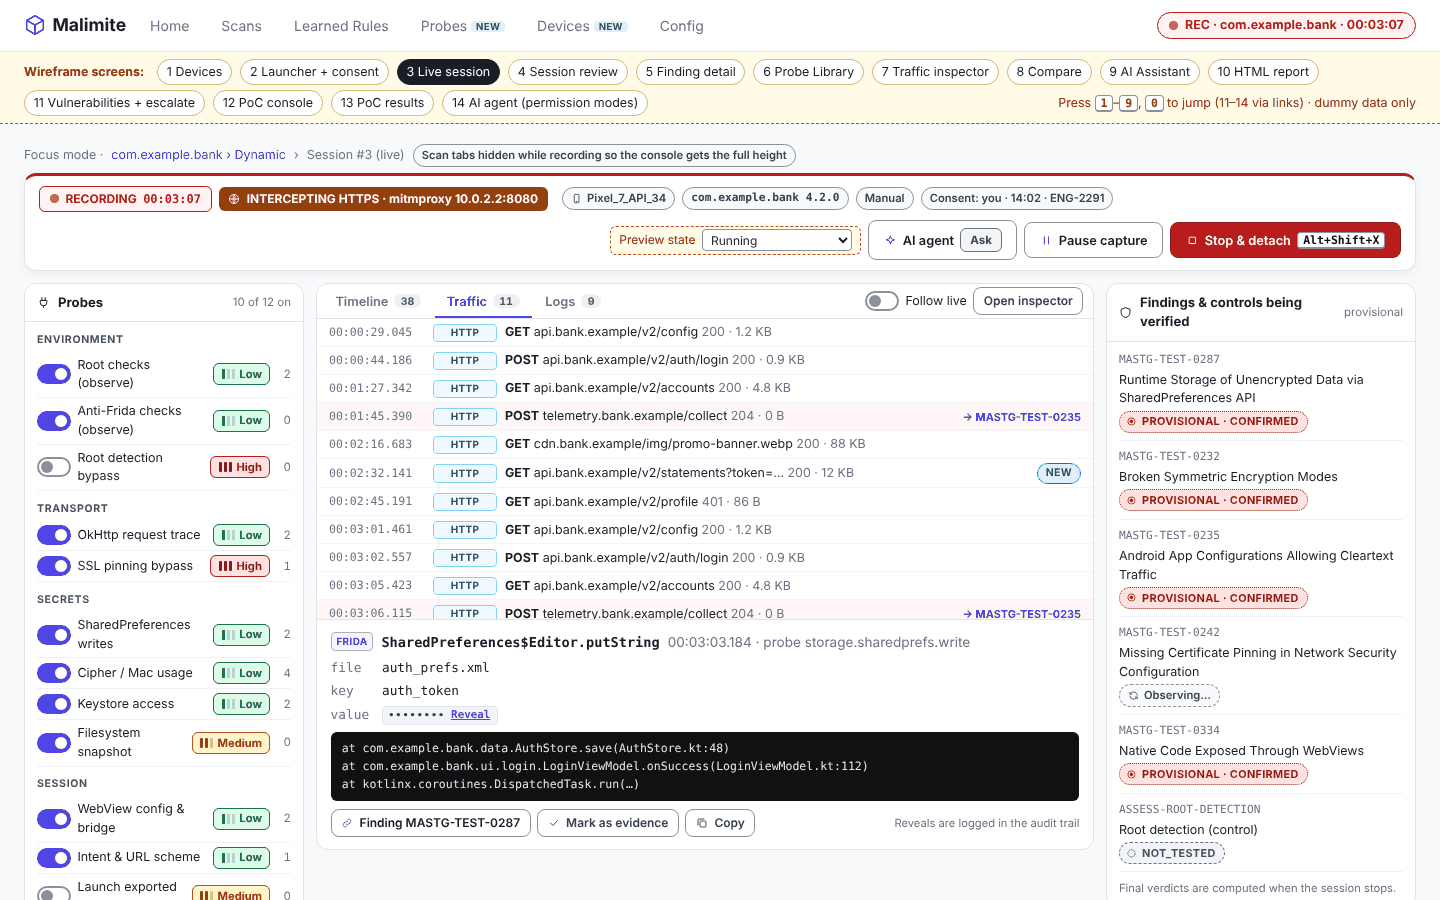 Malimite
Home
Scans
Learned Rules
Probes NEW
Devices NEW
Config
REC · com.example.bank · 00:03:07
Wireframe screens:
1 Devices
2 Launcher + consent
3 Live session
4 Session review
5 Finding detail
6 Probe Library
7 Traffic inspector
8 Compare
9 AI Assistant
10 HTML report
11 Vulnerabilities + escalate
12 PoC console
13 PoC results
14 AI agent (permission modes)
Press 1–9, 0 to jump (11–14 via links) · dummy data only
Focus mode · com.example.bank › Dynamic › Session #3 (live)
Scan tabs hidden while recording so the console gets the full height
RECORDING 00:03:07
INTERCEPTING HTTPS · mitmproxy 10.0.2.2:8080
Pixel_7_API_34
com.example.bank 4.2.0
Manual
Consent: you · 14:02 · ENG-2291
Preview state Running
AI agent Ask
Pause capture
Stop & detach Alt+Shift+X
Probes
10 of 12 on
ENVIRONMENT
Root checks
(observe)
Low 2
Anti-Frida checks
(observe)
Low 0
Root detection
bypass
High 0
TRANSPORT
OkHttp request trace Low 2
SSL pinning bypass High 1
SECRETS
SharedPreferences
writes
Low 2
Cipher / Mac usage Low 4
Keystore access Low 2
Filesystem
snapshot
Medium 0
SESSION
WebView config &
bridge
Low 2
Intent & URL scheme Low 1
Launch exported
Medium 0
Timeline 38
Traffic 11
Logs 9
Follow live
Open inspector
00:00:29.045 HTTP GET api.bank.example/v2/config 200 · 1.2 KB
00:00:44.186 HTTP POST api.bank.example/v2/auth/login 200 · 0.9 KB
00:01:27.342 HTTP GET api.bank.example/v2/accounts 200 · 4.8 KB
00:01:45.390 HTTP POST telemetry.bank.example/collect 204 · 0 B → MASTG-TEST-0235
00:02:16.683 HTTP GET cdn.bank.example/img/promo-banner.webp 200 · 88 KB
00:02:32.141 HTTP GET api.bank.example/v2/statements?token=… 200 · 12 KB NEW
00:02:45.191 HTTP GET api.bank.example/v2/profile 401 · 86 B
00:03:01.461 HTTP GET api.bank.example/v2/config 200 · 1.2 KB
00:03:02.557 HTTP POST api.bank.example/v2/auth/login 200 · 0.9 KB
00:03:05.423 HTTP GET api.bank.example/v2/accounts 200 · 4.8 KB
00:03:06.115 HTTP POST telemetry.bank.example/collect 204 · 0 B → MASTG-TEST-0235
FRIDA SharedPreferences$Editor.putString 00:03:03.184 · probe storage.sharedprefs.write
file auth_prefs.xml
key auth_token
value •••••••• Reveal
at com.example.bank.data.AuthStore.save(AuthStore.kt:48)
at com.example.bank.ui.login.LoginViewModel.onSuccess(LoginViewModel.kt:112)
at kotlinx.coroutines.DispatchedTask.run(…)
Finding MASTG-TEST-0287
Mark as evidence
Copy
Reveals are logged in the audit trail
Findings & controls being
verified
provisional
MASTG-TEST-0287
Runtime Storage of Unencrypted Data via
SharedPreferences API
PROVISIONAL · CONFIRMED
MASTG-TEST-0232
Broken Symmetric Encryption Modes
PROVISIONAL · CONFIRMED
MASTG-TEST-0235
Android App Configurations Allowing Cleartext
Traffic
PROVISIONAL · CONFIRMED
MASTG-TEST-0242
Missing Certificate Pinning in Network Security
Configuration
Observing…
MASTG-TEST-0334
Native Code Exposed Through WebViews
PROVISIONAL · CONFIRMED
ASSESS-ROOT-DETECTION
Root detection (control)
NOT_TESTED
Final verdicts are computed when the session stops.